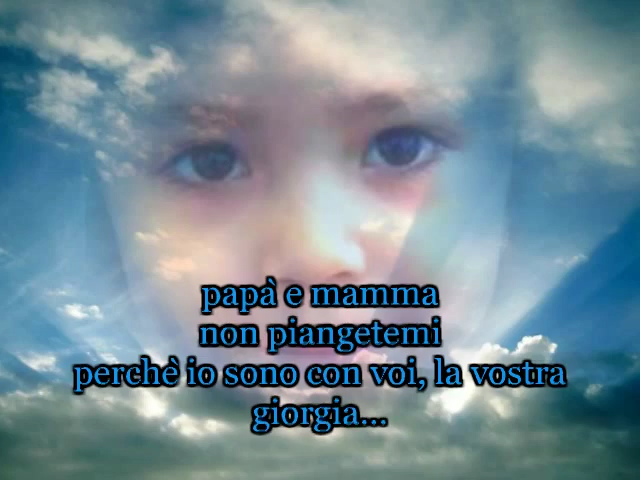 papà e mamma
non piangetemi
perchè io sono con voi, la vostra
giorgia...